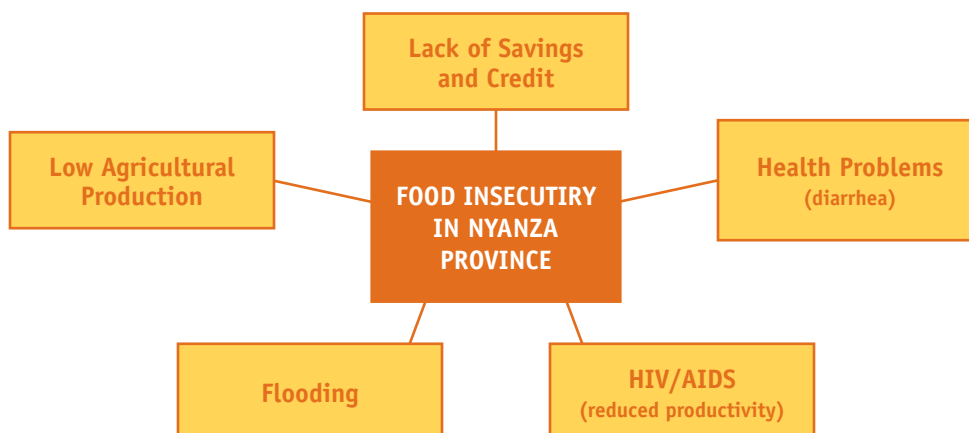 Lack of Savings
and Credit
Low Agricultural
Production
FOOD INSECUTIRY
IN NYANZA
PROVINCE
Health Problems
(diarrhea)
Flooding
HIV/AIDS
(reduced productivity)